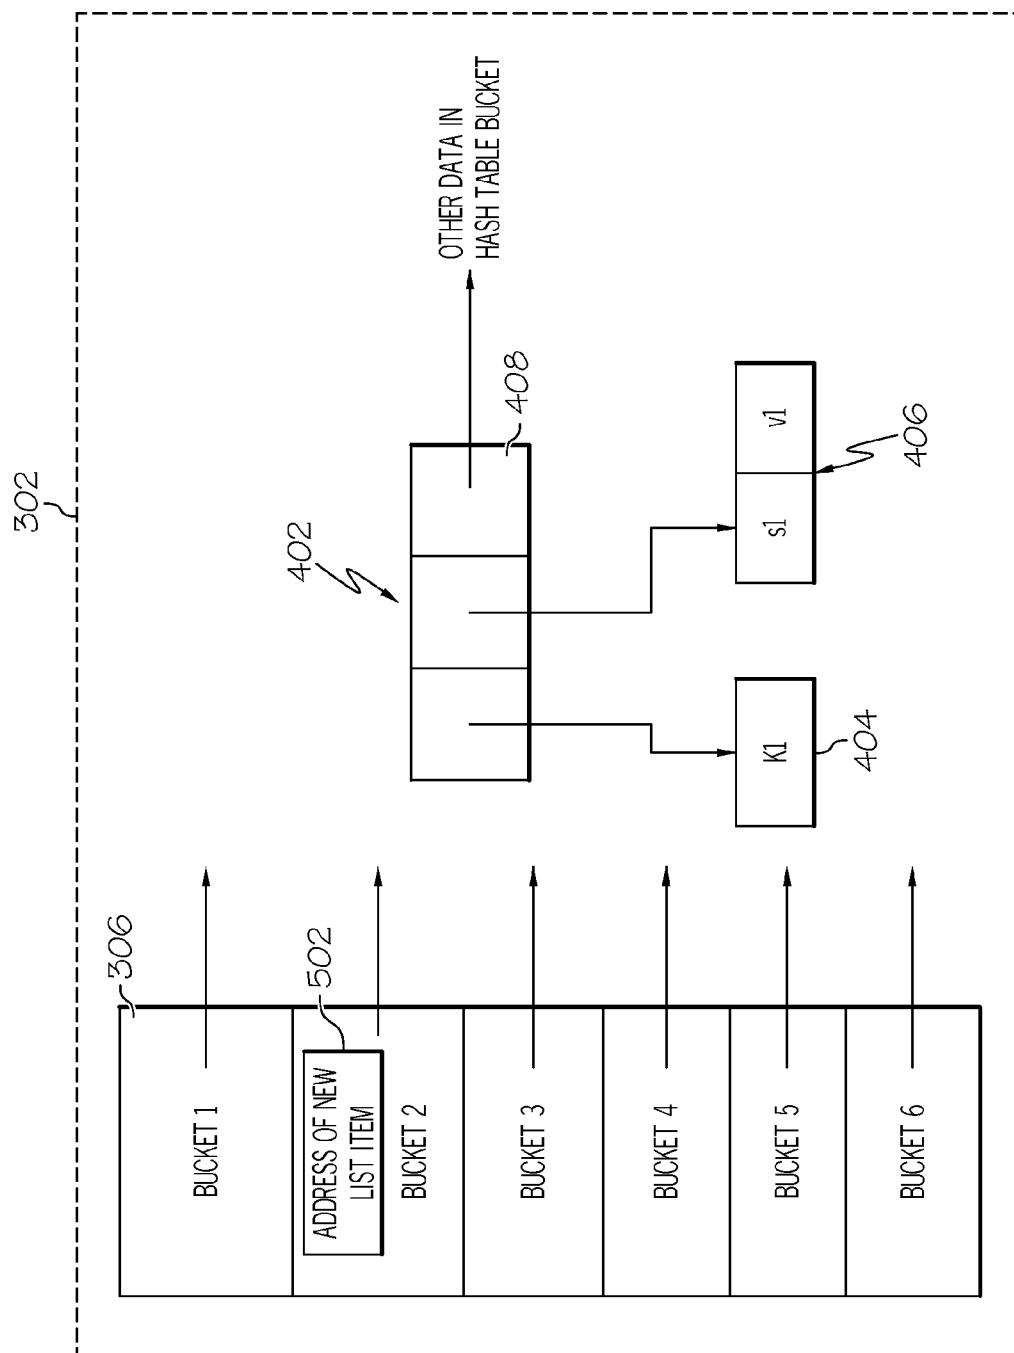 302
306
BUCKET 1
502
ADDRESS OF NEW
LIST ITEM
BUCKET 2
BUCKET 3
BUCKET 4
BUCKET 5
BUCKET 6
402
408
OTHER DATA IN
HASH TABLE BUCKET
K1
404
s1
v1
406